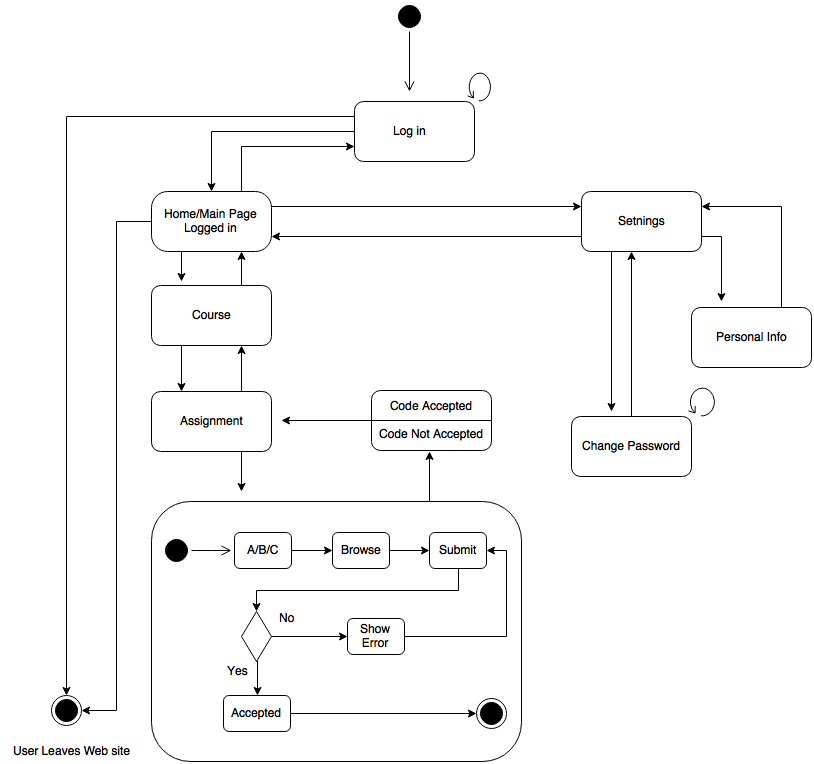 Log in
Home/Main Page
Logged in
Setnings
Course
Personal Info
Assignment
Code Accepted
Code Not Accepted
Change Password
A/B/C
Browse
Submit
No
Show
Error
Yes
Accepted
User Leaves Web site